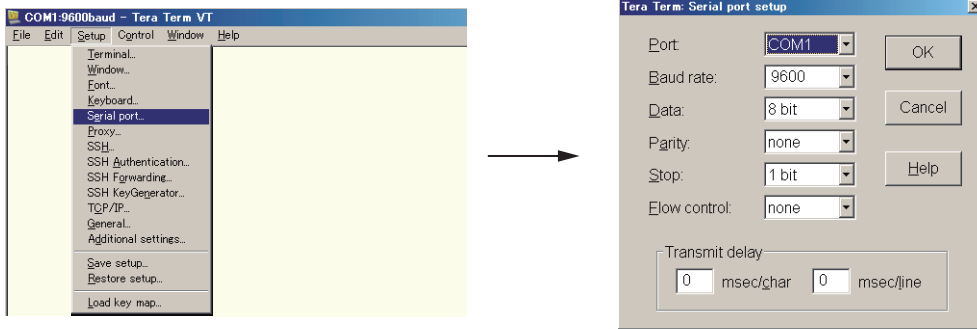 COM1:9600baud - Tera Term VT
File Edit Setup Control Window Help
Terminal...
Window...
Font...
Keyboard...
Serial port...
Proxy...
SSH...
SSH Authentication...
SSH Forwarding...
SSH KeyGenerator...
TCP/IP...
General...
Additional settings...
Save setup...
Restore setup...
Load key map...
Tera Term: Serial port setup
Port: COM1
OK
Baud rate: 9600
Data: 8 bit
Cancel
Parity: none
Stop: 1 bit
Help
Flow control: none
Transmit delay
0 msec/char 0 msec/line